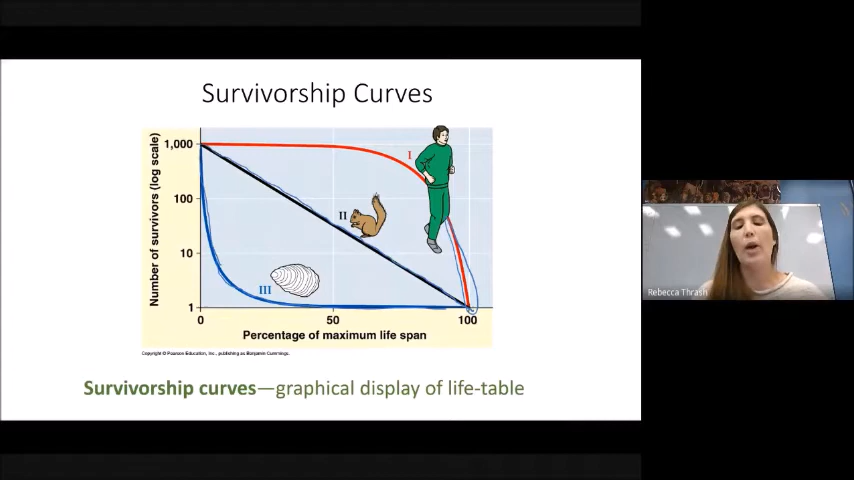 Survivorship Curves
Number of survivors (log scale)
1,000
100
10
1
I
II
III
0
50
100
Percentage of maximum life span
Copyright © Pearson Education, Inc., publishing as Benjamin Cummings.
Survivorship curves—graphical display of life-table
Rebecca Thrash